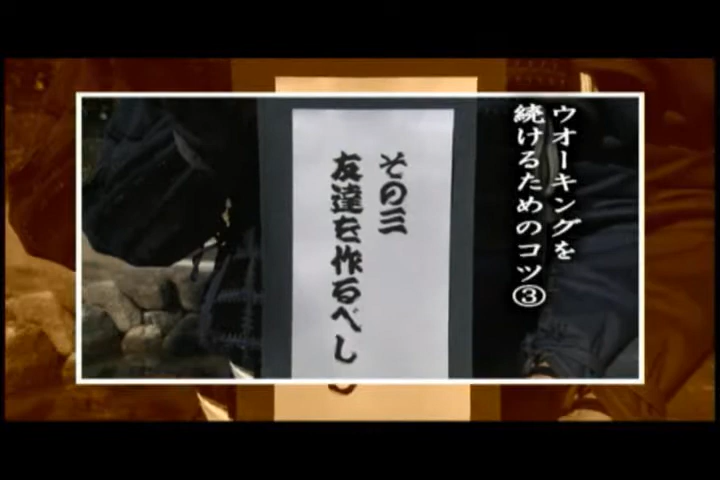 ウオーキングを
続けるためのコツ③
その三
友達を作るべし